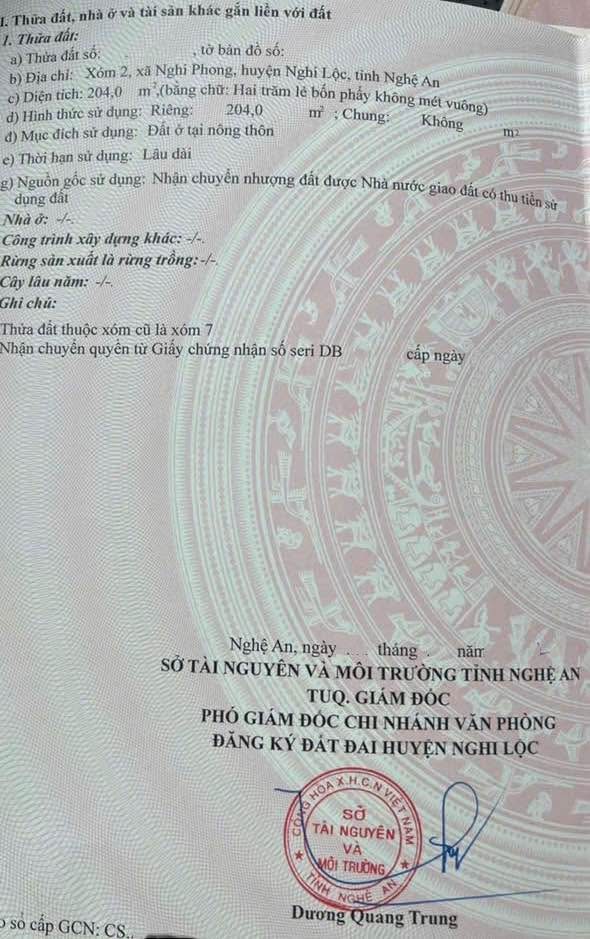 I. Thửa đất, nhà ở và tài sản khác gắn liền với đất
1. Thửa đất:
a) Thửa đất số: , tờ bản đồ số:
b) Địa chỉ: Xóm 2, xã Nghi Phong, huyện Nghi Lộc, tỉnh Nghệ An
c) Diện tích: 204,0 m²,(bằng chữ: Hai trăm lẻ bốn phẩy không mét vuông)
d) Hình thức sử dụng: Riêng: 204,0 m² ; Chung: Không m²
đ) Mục đích sử dụng: Đất ở tại nông thôn
e) Thời hạn sử dụng: Lâu dài
g) Nguồn gốc sử dụng: Nhận chuyển nhượng đất được Nhà nước giao đất có thu tiền sử
dụng đất
Nhà ở: -/-.
Công trình xây dựng khác: -/-.
Rừng sản xuất là rừng trồng: -/-.
Cây lâu năm: -/-.
Ghi chú:
Thửa đất thuộc xóm cũ là xóm 7
Nhận chuyển quyền từ Giấy chứng nhận số seri DB cấp ngày
Nghệ An, ngày tháng năm
SỞ TÀI NGUYÊN VÀ MÔI TRƯỜNG TỈNH NGHỆ AN
TUQ. GIÁM ĐỐC
PHÓ GIÁM ĐỐC CHI NHÁNH VĂN PHÒNG
ĐĂNG KÝ ĐẤT ĐAI HUYỆN NGHI LỘC
CỘNG HÒA X.H.C.N VIỆT NAM
SỞ
TÀI NGUYÊN
VÀ
MÔI TRƯỜNG
TỈNH NGHỆ AN
Dương Quang Trung
o sổ cấp GCN: CS..